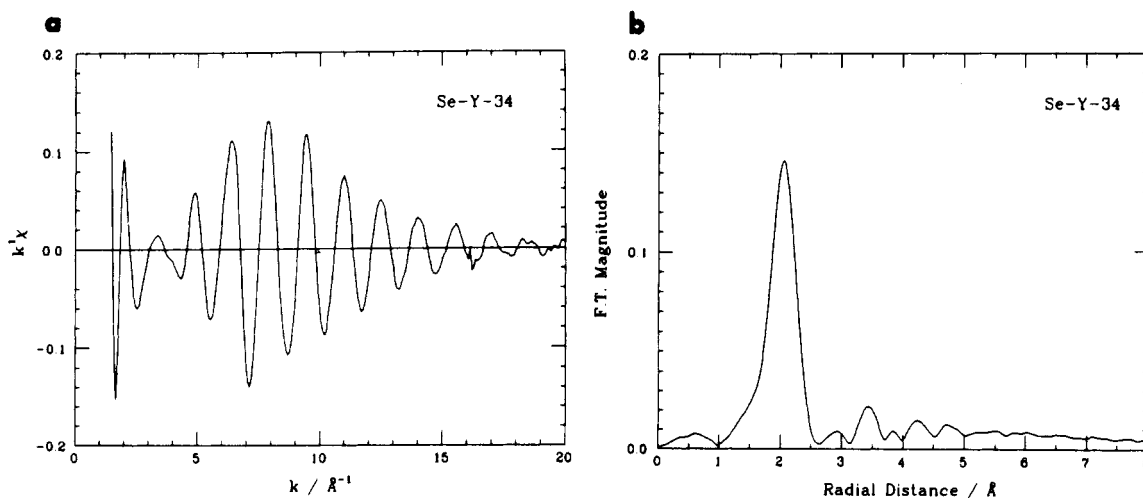 a
0.2
0.1
0.0
-0.1
-0.2
k¹χ
Se-Y-34
0 5 10 15 20
k / Å⁻¹
b
0.2
0.1
0.0
F.T. Magnitude
Se-Y-34
0 1 2 3 4 5 6 7
Radial Distance / Å